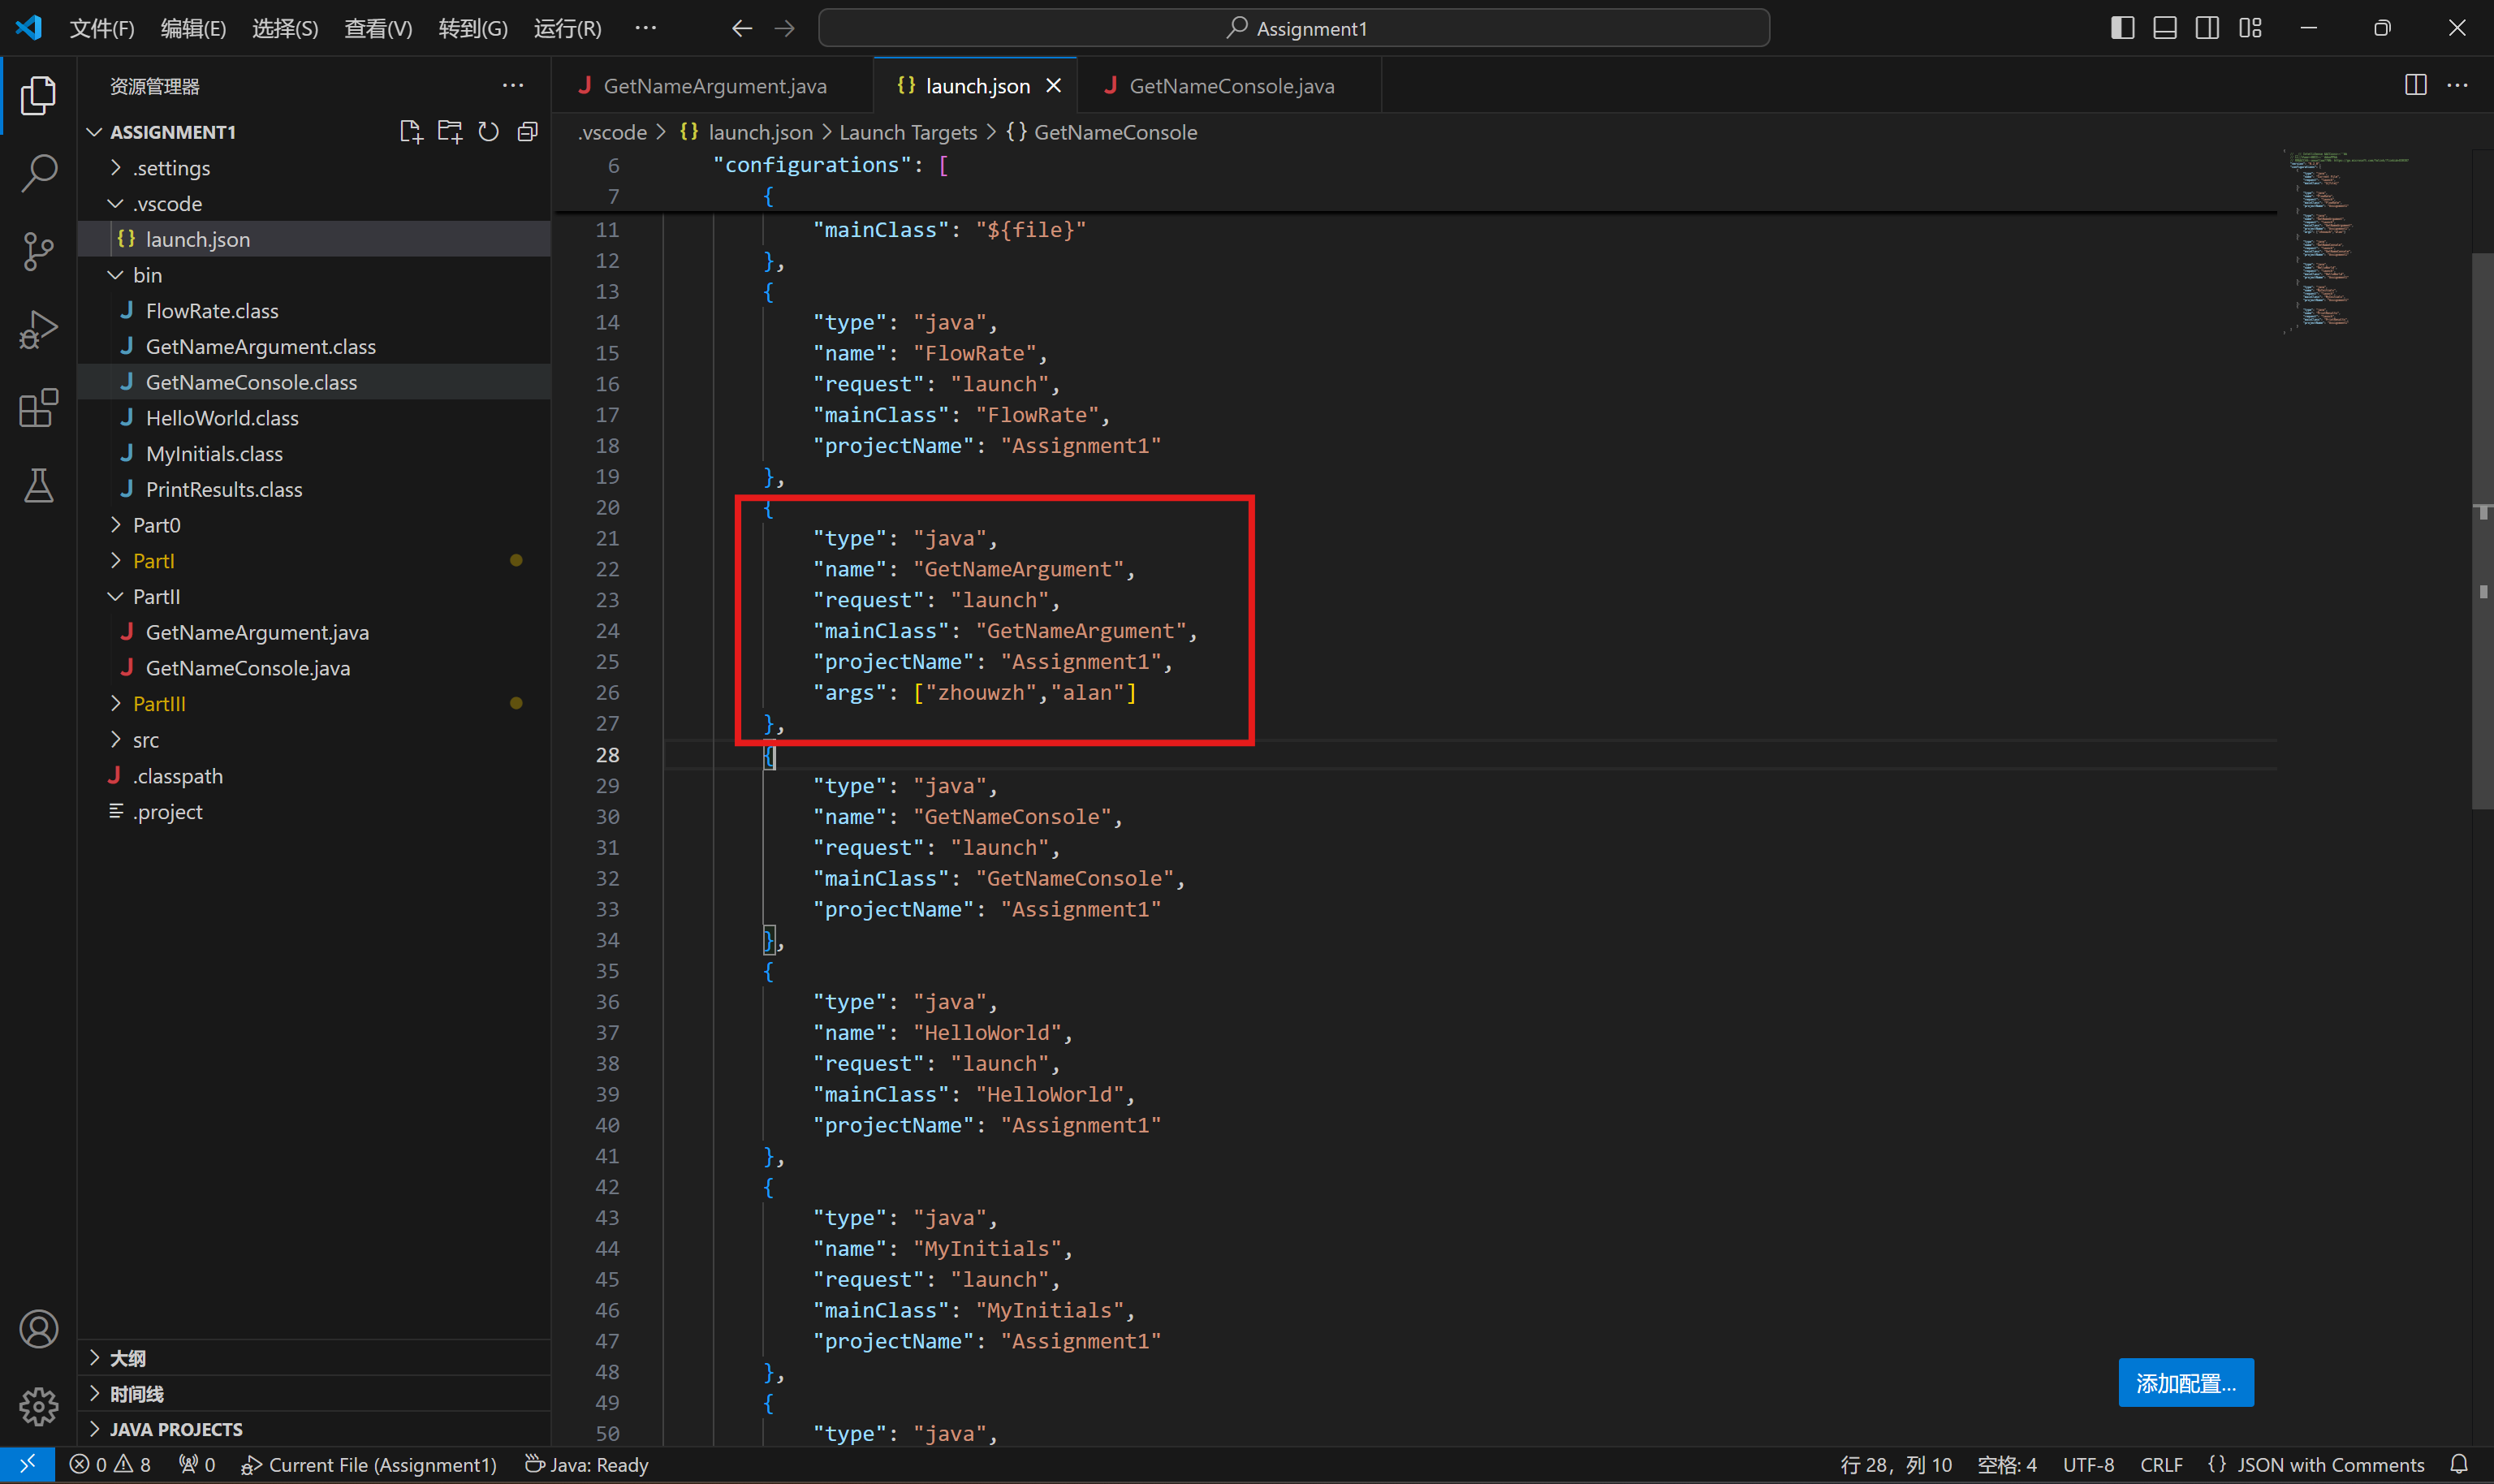 文件(F) 编辑(E) 选择(S) 查看(V) 转到(G) 运行(R) ··· Assignment1
资源管理器
ASSIGNMENT1
.settings
.vscode
launch.json
bin
FlowRate.class
GetNameArgument.class
GetNameConsole.class
HelloWorld.class
MyInitials.class
PrintResults.class
Part0
PartI
PartII
GetNameArgument.java
GetNameConsole.java
PartIII
src
.classpath
.project
大纲
时间线
JAVA PROJECTS
GetNameArgument.java {} launch.json GetNameConsole.java
.vscode > {} launch.json > Launch Targets > {} GetNameConsole
6 "configurations": [
7 {
11 "mainClass": "${file}"
12 },
13 {
14 "type": "java",
15 "name": "FlowRate",
16 "request": "launch",
17 "mainClass": "FlowRate",
18 "projectName": "Assignment1"
19 },
20 {
21 "type": "java",
22 "name": "GetNameArgument",
23 "request": "launch",
24 "mainClass": "GetNameArgument",
25 "projectName": "Assignment1",
26 "args": ["zhouwzh","alan"]
27 },
28 {
29 "type": "java",
30 "name": "GetNameConsole",
31 "request": "launch",
32 "mainClass": "GetNameConsole",
33 "projectName": "Assignment1"
34 },
35 {
36 "type": "java",
37 "name": "HelloWorld",
38 "request": "launch",
39 "mainClass": "HelloWorld",
40 "projectName": "Assignment1"
41 },
42 {
43 "type": "java",
44 "name": "MyInitials",
45 "request": "launch",
46 "mainClass": "MyInitials",
47 "projectName": "Assignment1"
48 },
49 {
50 "type": "java",
添加配置...
0 8 0 Current File (Assignment1) Java: Ready 行 28，列 10 空格: 4 UTF-8 CRLF {} JSON with Comments